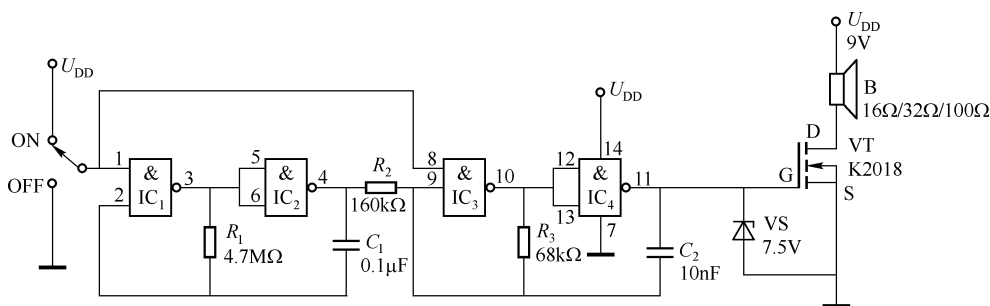 U_DD
ON
OFF
1
2
&
IC₁
3
R₁
4.7MΩ
5
6
&
IC₂
4
C₁
0.1μF
R₂
160kΩ
8
9
&
IC₃
10
R₃
68kΩ
U_DD
14
12
13
&
IC₄
7
11
C₂
10nF
VS
7.5V
U_DD
9V
B
16Ω/32Ω/100Ω
D
VT
G
K2018
S